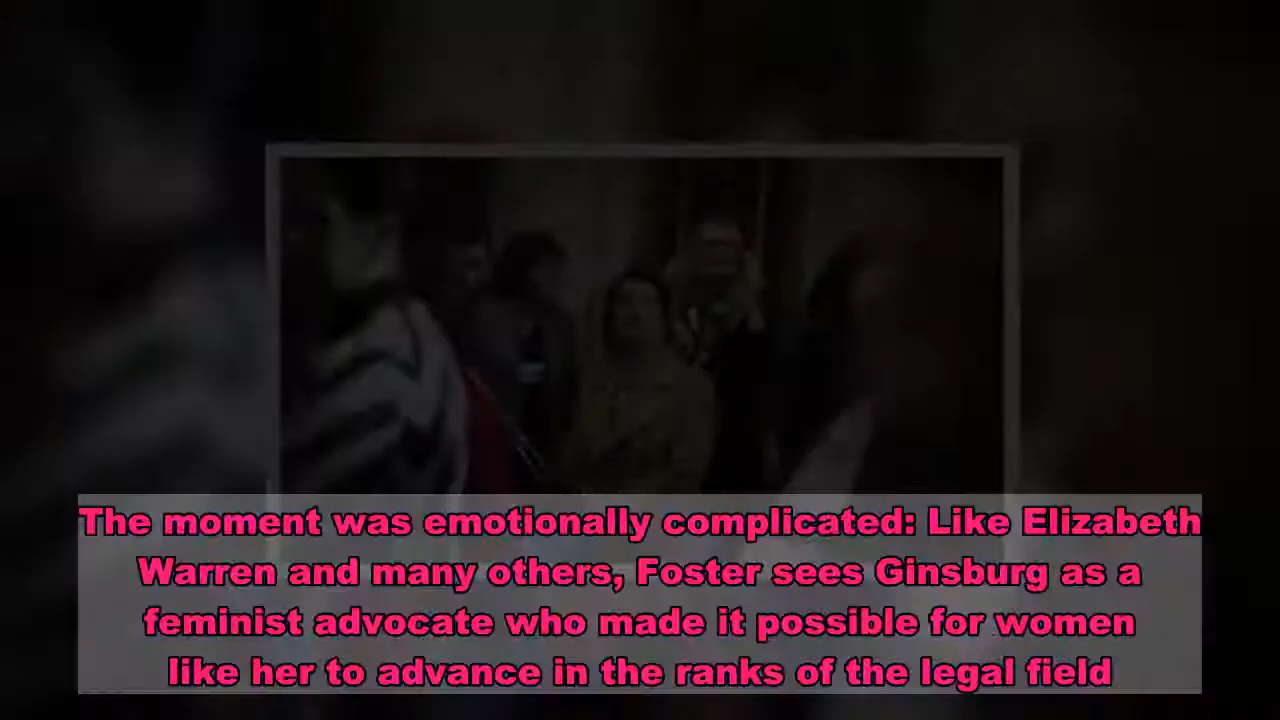 The moment was emotionally complicated: Like Elizabeth
Warren and many others, Foster sees Ginsburg as a
feminist advocate who made it possible for women
like her to advance in the ranks of the legal field